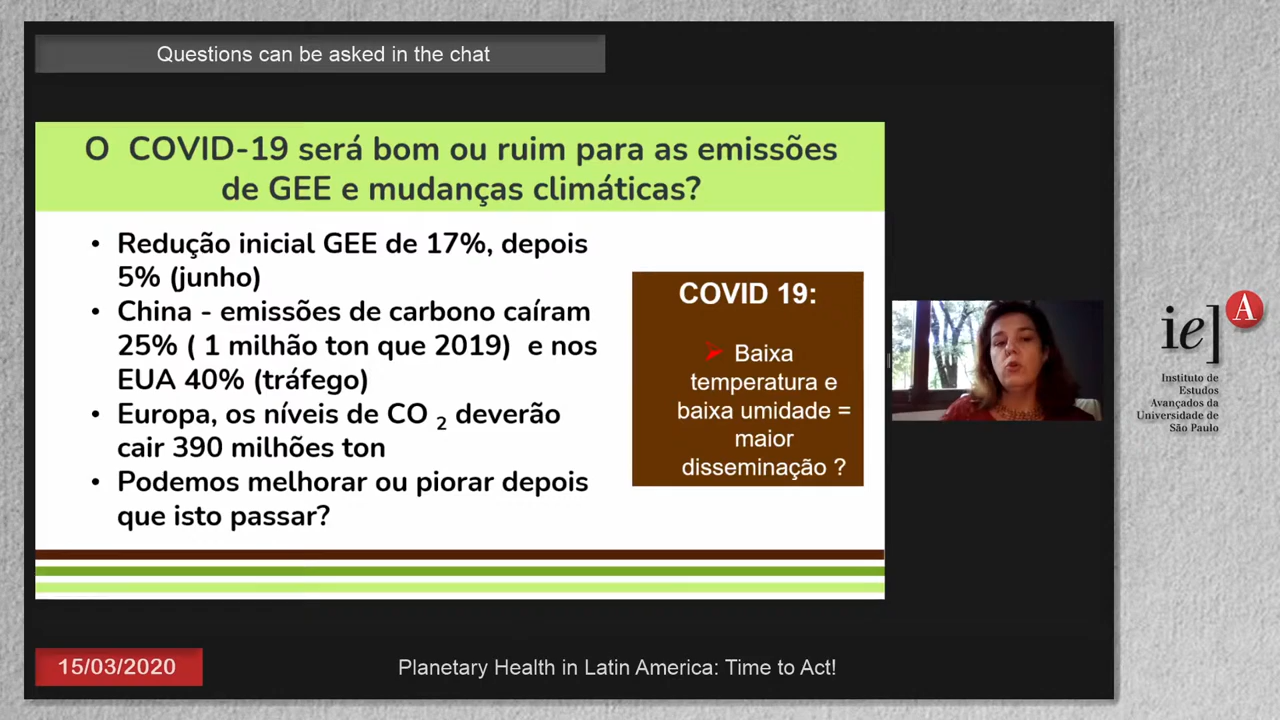 Questions can be asked in the chat
O COVID-19 será bom ou ruim para as emissões
de GEE e mudanças climáticas?
• Redução inicial GEE de 17%, depois
5% (junho)
• China - emissões de carbono caíram
25% ( 1 milhão ton que 2019) e nos
EUA 40% (tráfego)
• Europa, os níveis de CO 2 deverão
cair 390 milhões ton
• Podemos melhorar ou piorar depois
que isto passar?
COVID 19:
➢ Baixa
temperatura e
baixa umidade =
maior
disseminação ?
ie] A
Instituto de
Estudos
Avançados da
Universidade de
São Paulo
15/03/2020
Planetary Health in Latin America: Time to Act!